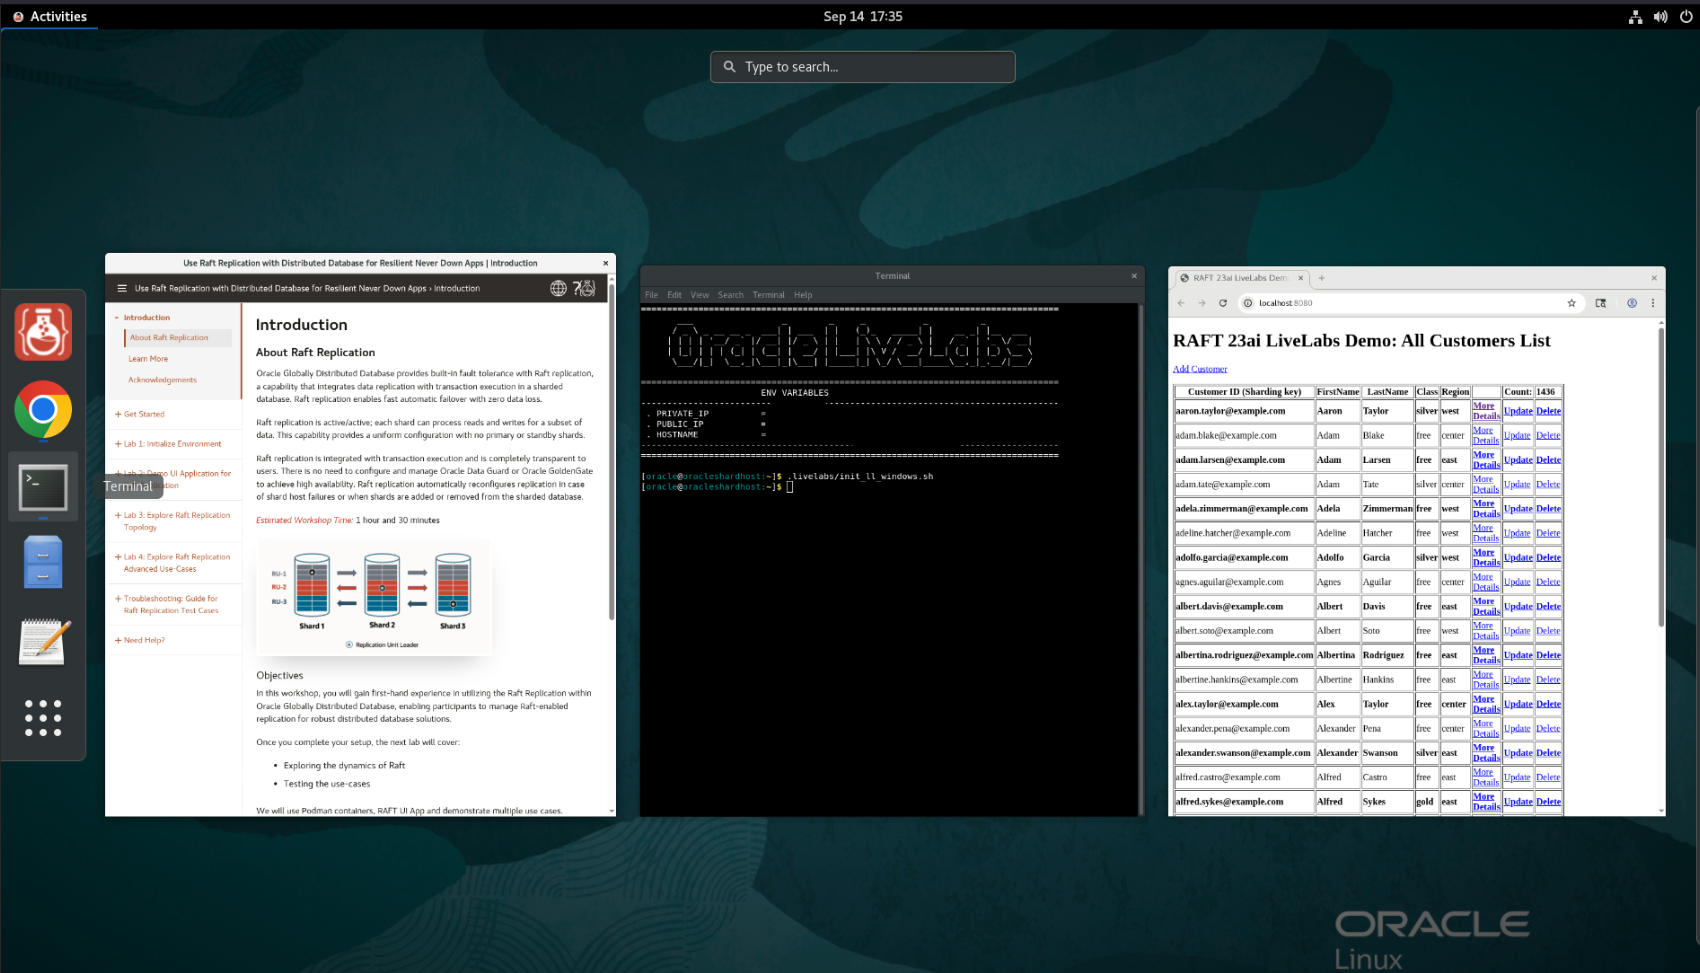 Activities
Sep 14 17:35
Type to search...
Use Raft Replication with Distributed Database for Resilient Never Down Apps | Introduction
Use Raft Replication with Distributed Database for Resilient Never Down Apps › Introduction
- Introduction
About Raft Replication
Learn More
Acknowledgements
+ Get Started
+ Lab 1: Initialize Environment
+ Lab 2: Demo UI Application for
Terminal
+ Lab 3: Explore Raft Replication
Topology
+ Lab 4: Explore Raft Replication
Advanced Use-Cases
+ Troubleshooting: Guide for
Raft Replication Test Cases
+ Need Help?
Introduction
About Raft Replication
Oracle Globally Distributed Database provides built-in fault tolerance with Raft replication,
a capability that integrates data replication with transaction execution in a sharded
database. Raft replication enables fast automatic failover with zero data loss.
Raft replication is active/active; each shard can process reads and writes for a subset of
data. This capability provides a uniform configuration with no primary or standby shards.
Raft replication is integrated with transaction execution and is completely transparent to
users. There is no need to configure and manage Oracle Data Guard or Oracle GoldenGate
to achieve high availability. Raft replication automatically reconfigures replication in case
of shard host failures or when shards are added or removed from the sharded database.
Estimated Workshop Time: 1 hour and 30 minutes
RU-1
RU-2
RU-3
Shard 1 Shard 2 Shard 3
Replication Unit Leader
Objectives
In this workshop, you will gain first-hand experience in utilizing the Raft Replication within
Oracle Globally Distributed Database, enabling participants to manage Raft-enabled
replication for robust distributed database solutions.
Once you complete your setup, the next lab will cover:
• Exploring the dynamics of Raft
• Testing the use-cases
We will use Podman containers, RAFT UI App and demonstrate multiple use cases.
Terminal
File Edit View Search Terminal Help
Oracle LiveLabs
ENV VARIABLES
. PRIVATE_IP =
. PUBLIC_IP =
. HOSTNAME =
[oracle@oracleshardhost:~]$ .livelabs/init_ll_windows.sh
[oracle@oracleshardhost:~]$
RAFT 23ai LiveLabs Dem
localhost:8080
RAFT 23ai LiveLabs Demo: All Customers List
Add Customer
Customer ID (Sharding key) FirstName LastName Class Region Count: 1436
aaron.taylor@example.com Aaron Taylor silver west More Details Update Delete
adam.blake@example.com Adam Blake free center More Details Update Delete
adam.larsen@example.com Adam Larsen free east More Details Update Delete
adam.tate@example.com Adam Tate silver center More Details Update Delete
adela.zimmerman@example.com Adela Zimmerman free west More Details Update Delete
adeline.hatcher@example.com Adeline Hatcher free west More Details Update Delete
adolfo.garcia@example.com Adolfo Garcia silver west More Details Update Delete
agnes.aguilar@example.com Agnes Aguilar free center More Details Update Delete
albert.davis@example.com Albert Davis free east More Details Update Delete
albert.soto@example.com Albert Soto free west More Details Update Delete
albertina.rodriguez@example.com Albertina Rodriguez free east More Details Update Delete
albertine.hankins@example.com Albertine Hankins free east More Details Update Delete
alex.taylor@example.com Alex Taylor free center More Details Update Delete
alexander.pena@example.com Alexander Pena free center More Details Update Delete
alexander.swanson@example.com Alexander Swanson silver east More Details Update Delete
alfred.castro@example.com Alfred Castro free east More Details Update Delete
alfred.sykes@example.com Alfred Sykes gold east More Details Update Delete
ORACLE
Linux